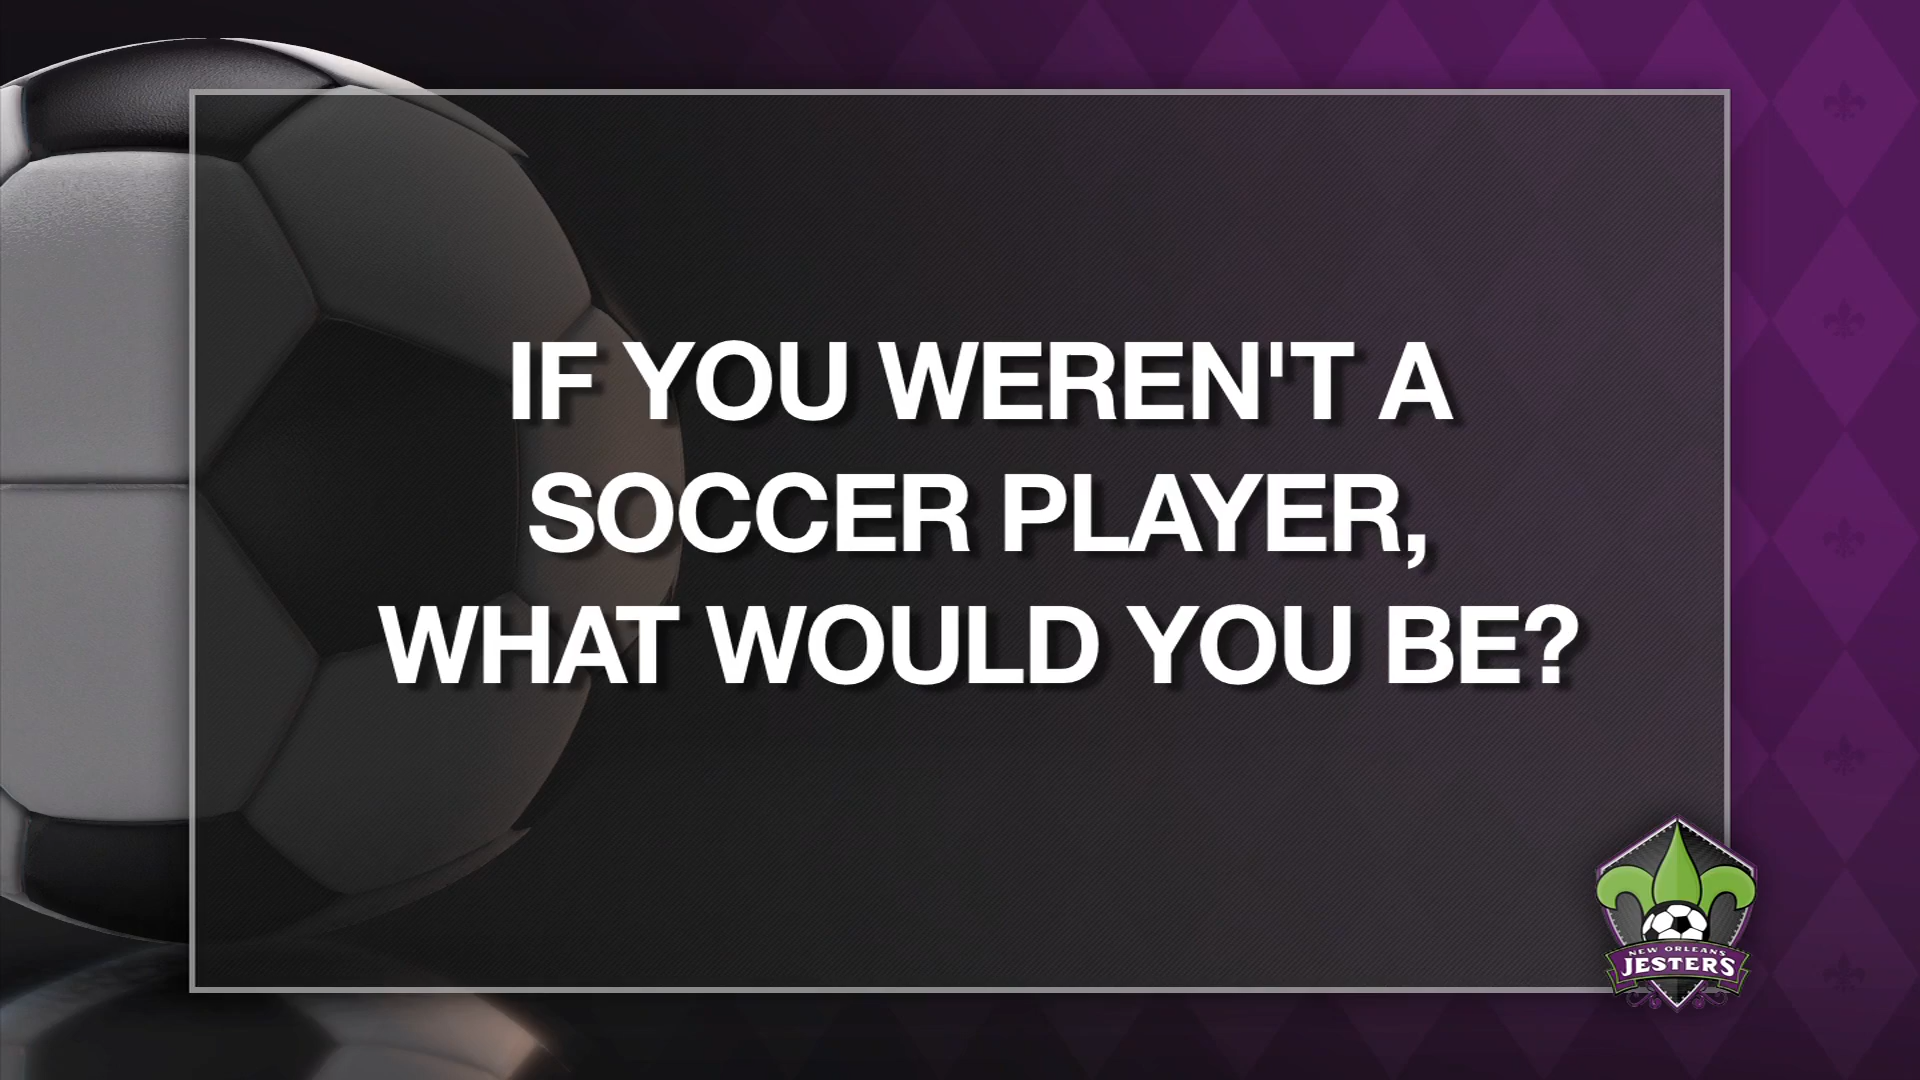 IF YOU WEREN'T A
SOCCER PLAYER,
WHAT WOULD YOU BE?
NEW ORLEANS
JESTERS